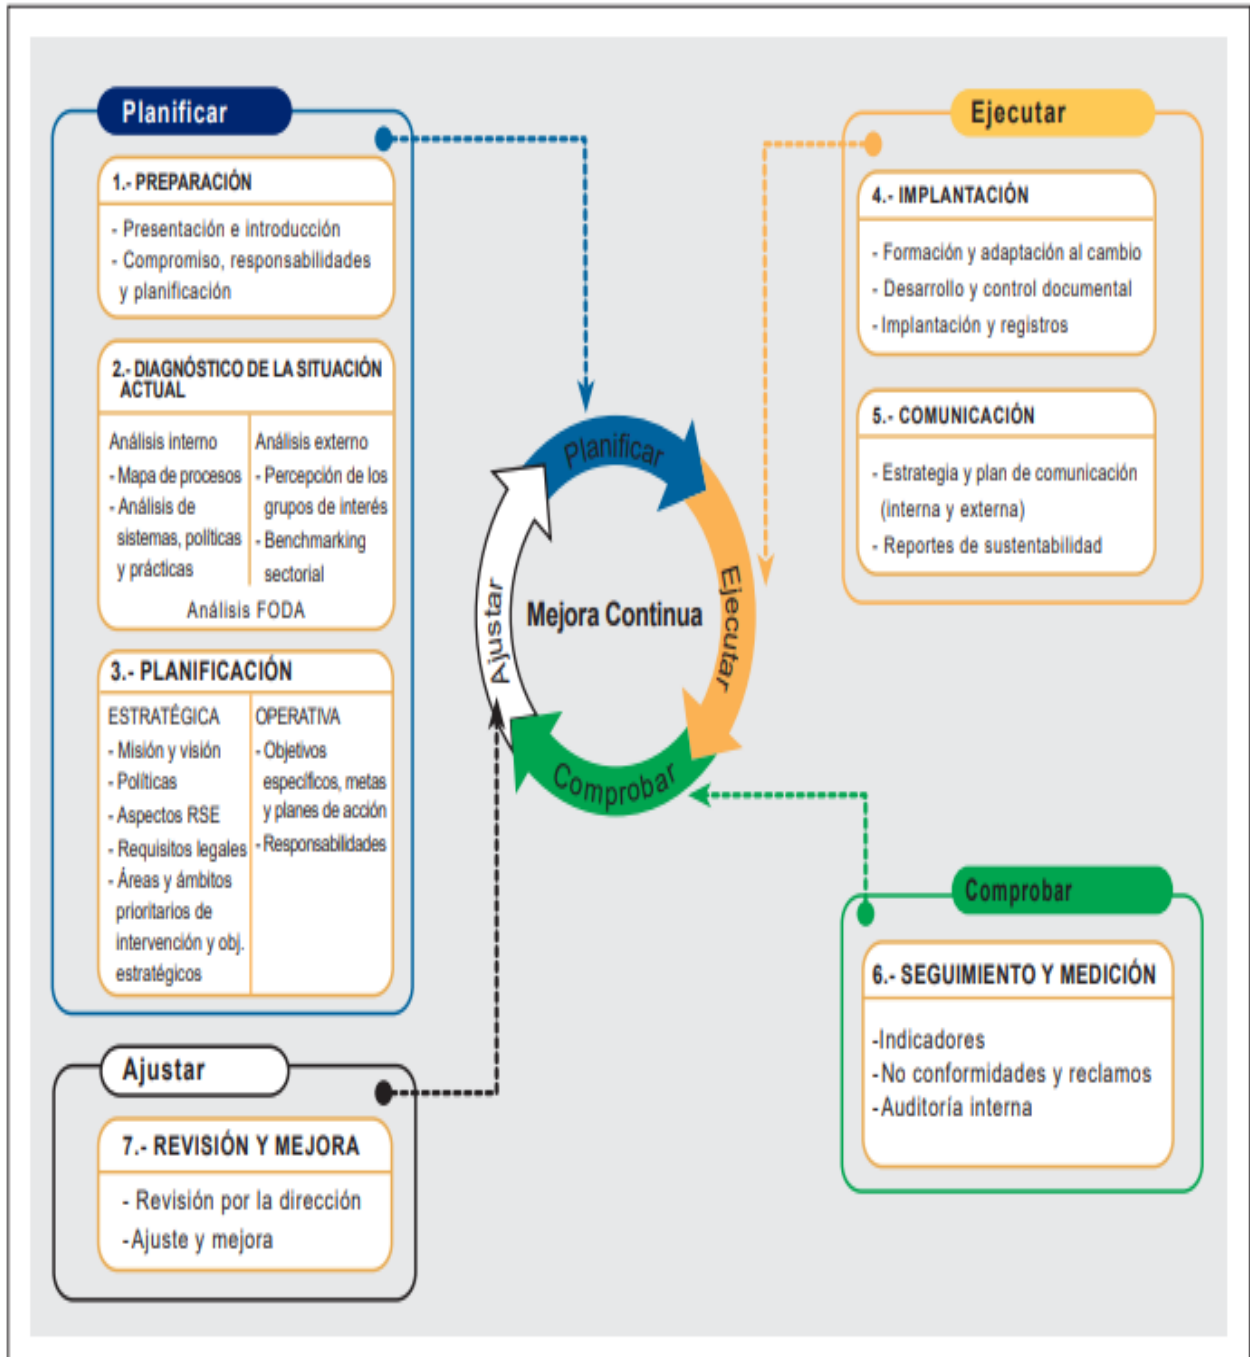 Planificar
1.- PREPARACIÓN
- Presentación e introducción
- Compromiso, responsabilidades
y planificación
2.- DIAGNÓSTICO DE LA SITUACIÓN
ACTUAL
Análisis interno
- Mapa de procesos
- Análisis de
sistemas, políticas
y prácticas
Análisis externo
- Percepción de los
grupos de interés
- Benchmarking
sectorial
Análisis FODA
3.- PLANIFICACIÓN
ESTRATÉGICA
- Misión y visión
- Políticas
- Aspectos RSE
- Requisitos legales
- Áreas y ámbitos
prioritarios de
intervención y obj.
estratégicos
OPERATIVA
- Objetivos
específicos, metas
y planes de acción
- Responsabilidades
Ejecutar
4.- IMPLANTACIÓN
- Formación y adaptación al cambio
- Desarrollo y control documental
- Implantación y registros
5.- COMUNICACIÓN
- Estrategia y plan de comunicación
(interna y externa)
- Reportes de sustentabilidad
Planificar
Ejecutar
Comprobar
Ajustar
Mejora Continua
Comprobar
6.- SEGUIMIENTO Y MEDICIÓN
-Indicadores
-No conformidades y reclamos
-Auditoría interna
Ajustar
7.- REVISIÓN Y MEJORA
- Revisión por la dirección
-Ajuste y mejora